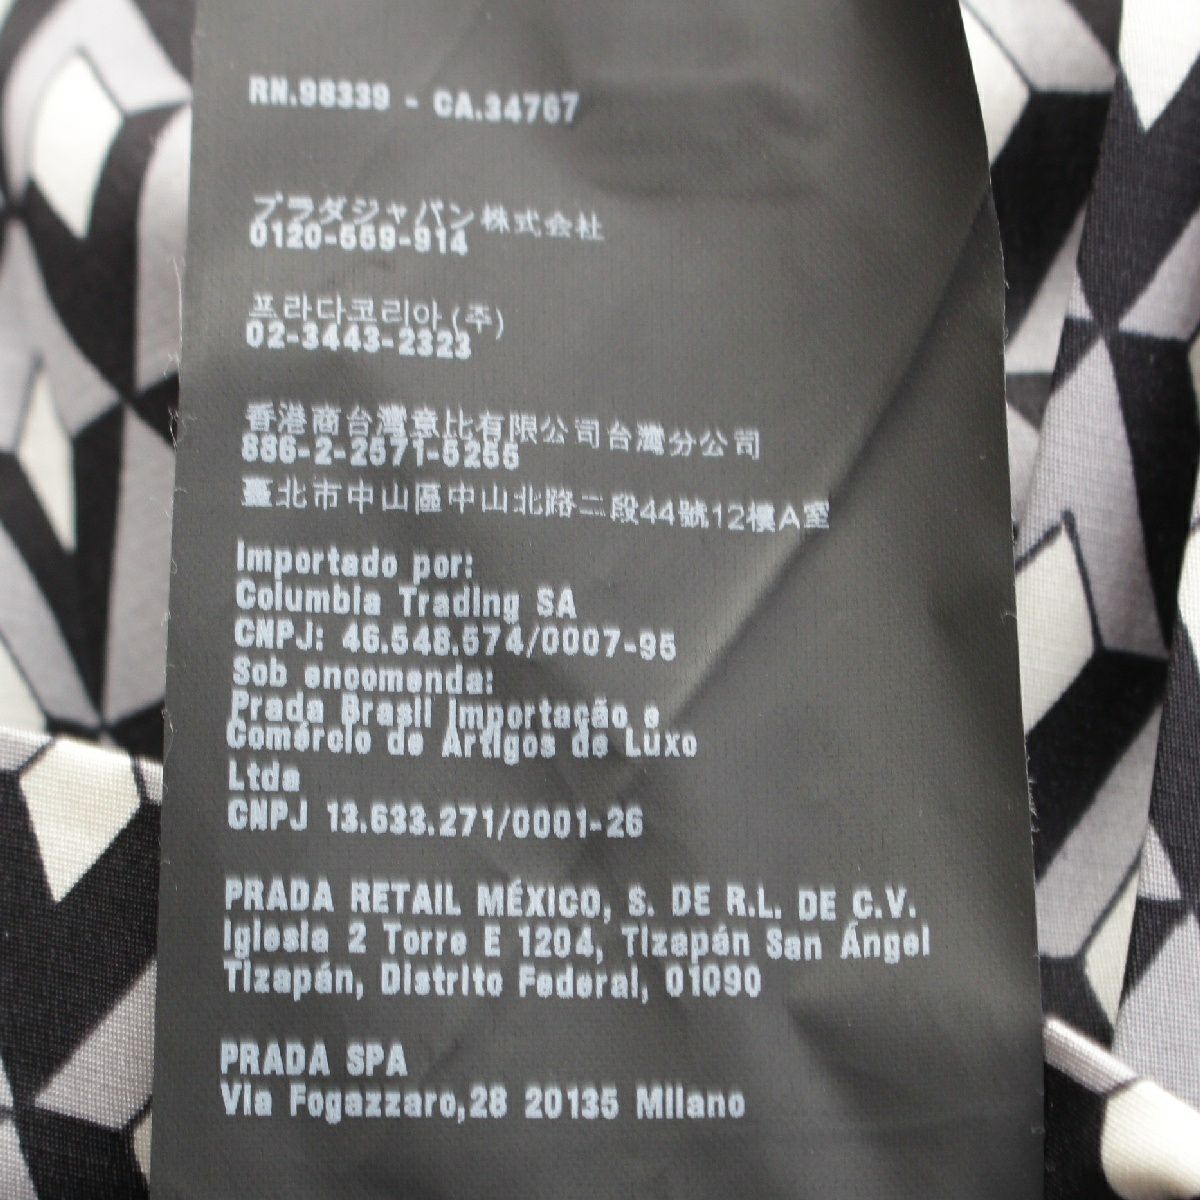 RN.98339 - CA.34767
プラダジャパン株式会社
0120-559-914
프라다코리아(주)
02-3443-2323
香港商台灣意比有限公司台灣分公司
886-2-2571-5255
臺北市中山區中山北路二段44號12樓A室
Importado por:
Columbia Trading SA
CNPJ: 46.548.574/0007-95
Sob encomenda:
Prada Brasil Importação e
Comércio de Artigos de Luxo
Ltda
CNPJ 13.633.271/0001-26
PRADA RETAIL MÉXICO, S. DE R.L. DE C.V.
Iglesia 2 Torre E 1204, Tizapán San Ángel
Tizapán, Distrito Federal, 01090
PRADA SPA
Via Fogazzaro,28 20135 Milano